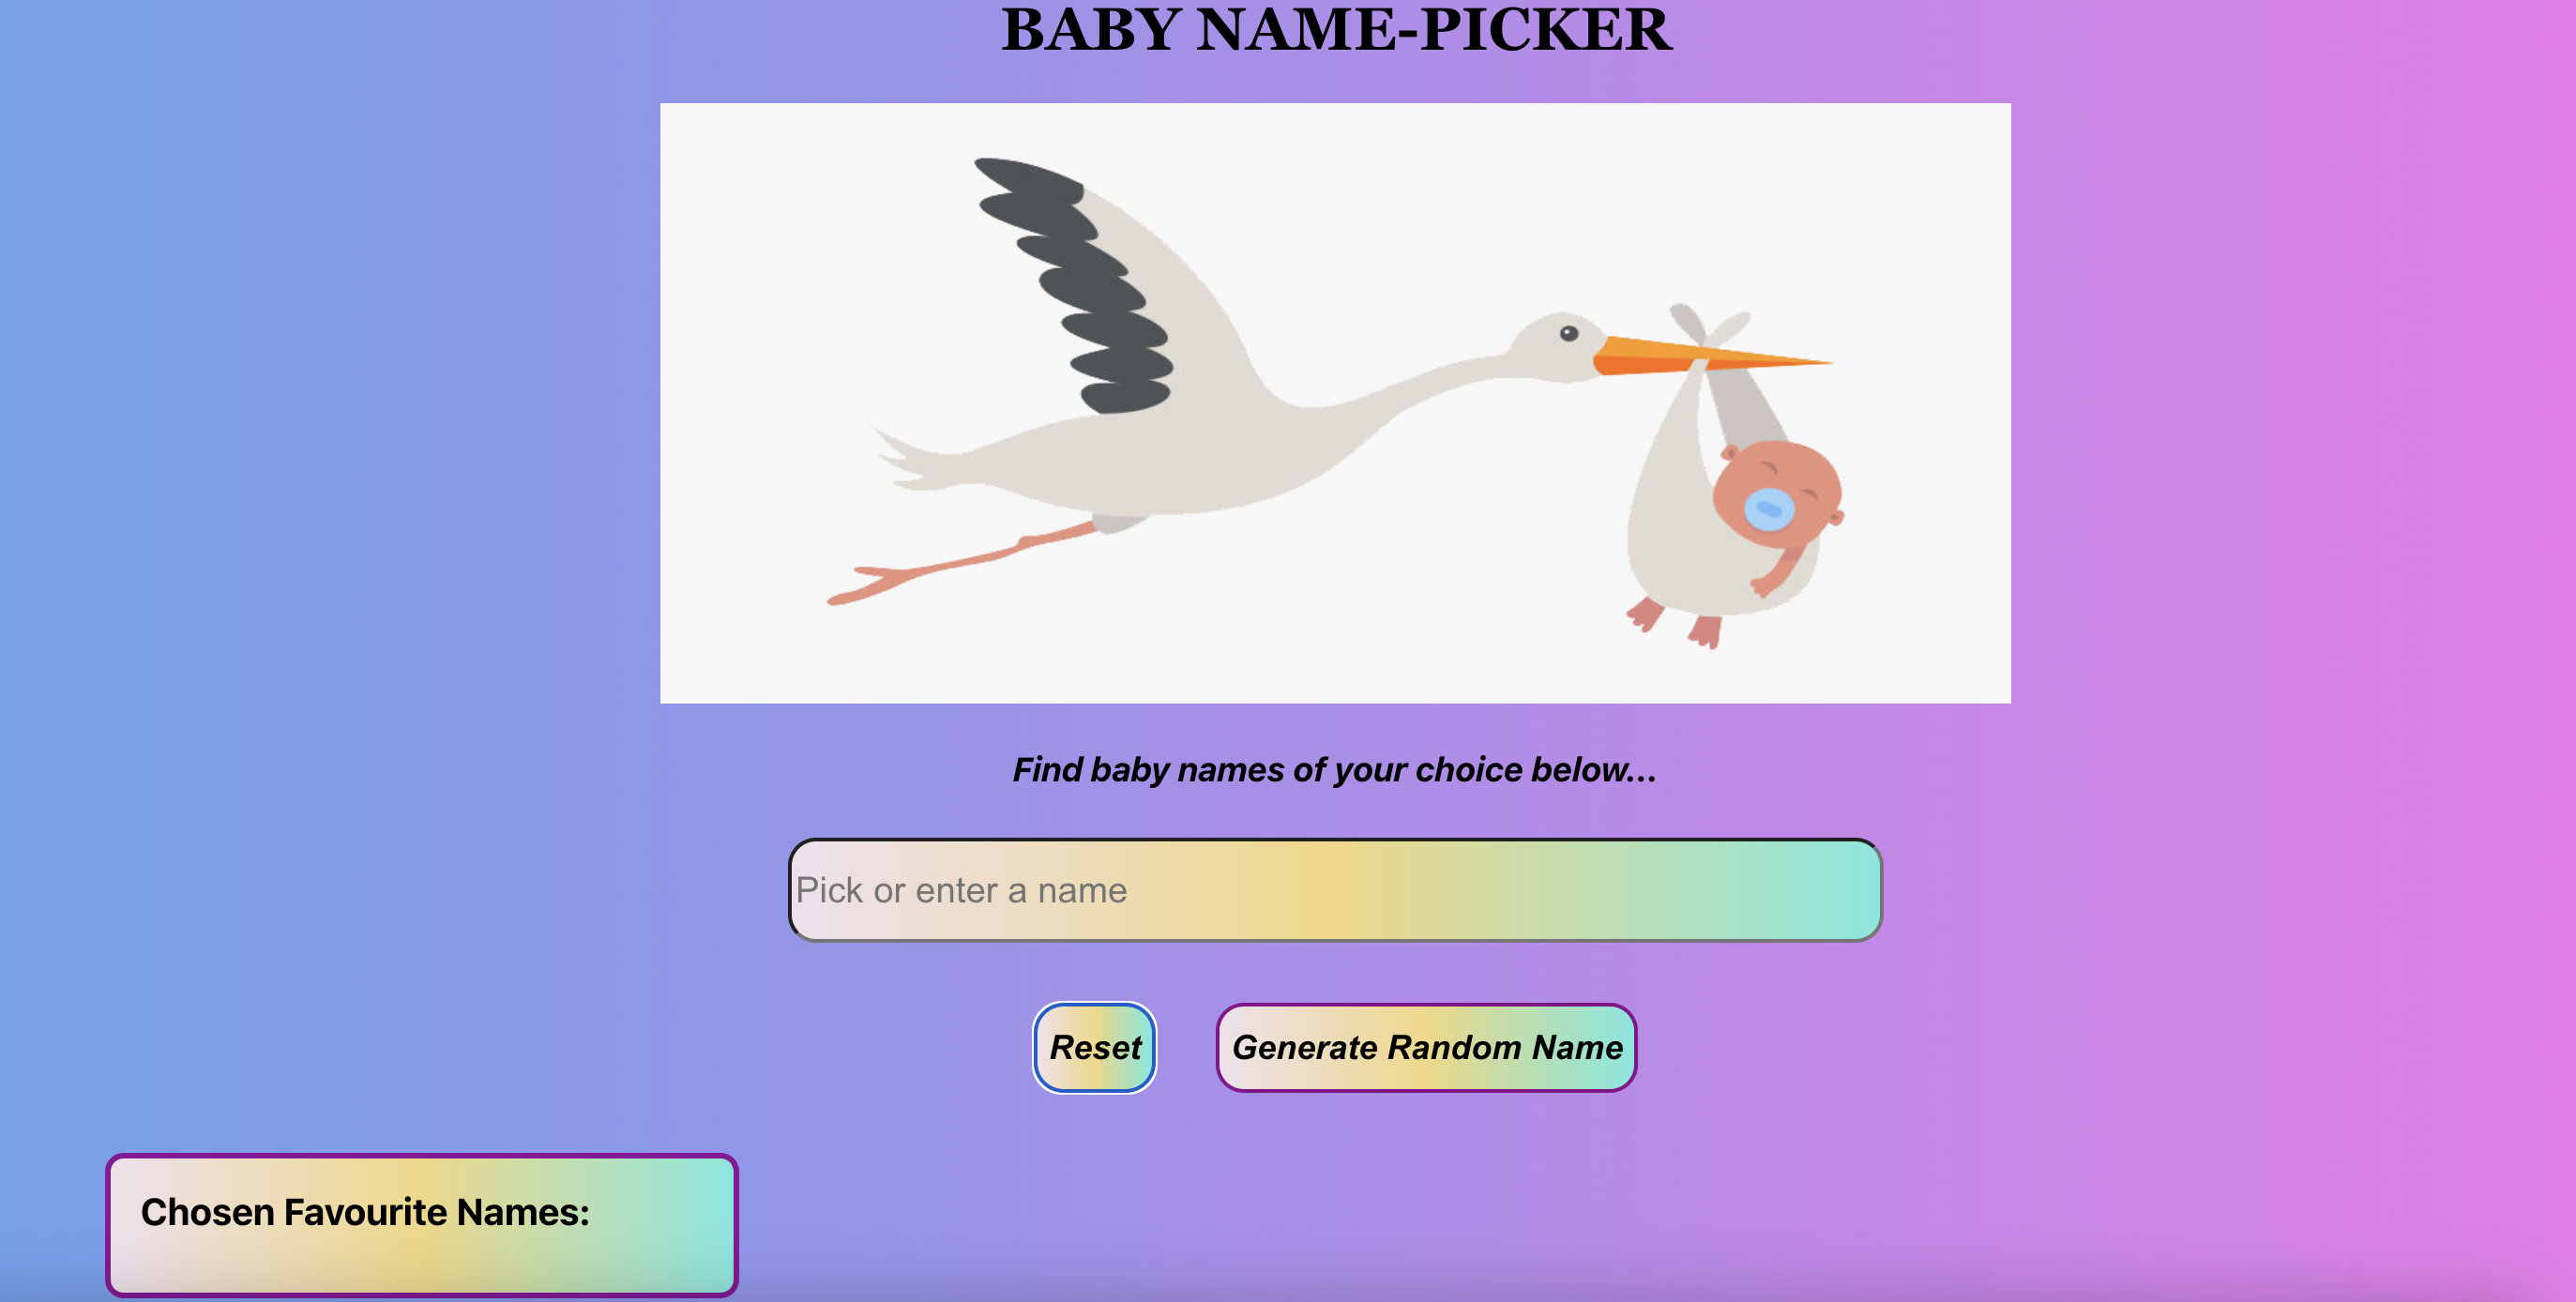 BABY NAME-PICKER
Find baby names of your choice below...
Pick or enter a name
Reset
Generate Random Name
Chosen Favourite Names: